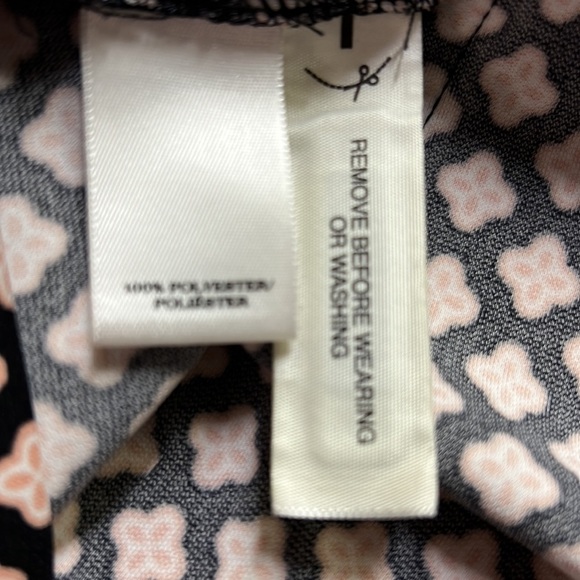 100% POLYESTER/
POLIÉSTER
REMOVE BEFORE WEARING
OR WASHING